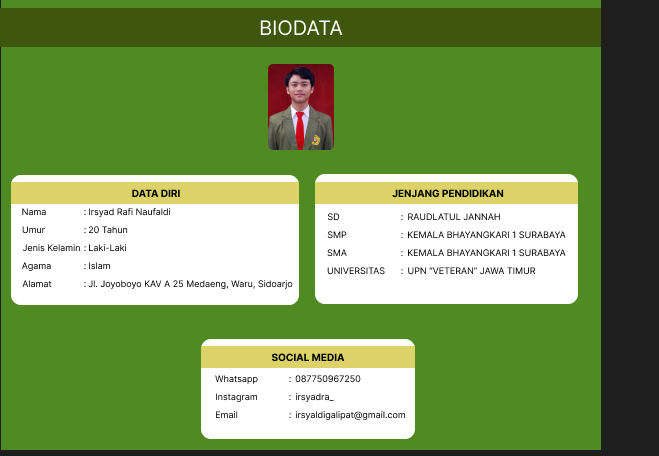 BIODATA
DATA DIRI
Nama : Irsyad Rafi Naufaldi
Umur : 20 Tahun
Jenis Kelamin : Laki-Laki
Agama : Islam
Alamat : Jl. Joyoboyo KAV A 25 Medaeng, Waru, Sidoarjo
JENJANG PENDIDIKAN
SD : RAUDLATUL JANNAH
SMP : KEMALA BHAYANGKARI 1 SURABAYA
SMA : KEMALA BHAYANGKARI 1 SURABAYA
UNIVERSITAS : UPN “VETERAN” JAWA TIMUR
SOCIAL MEDIA
Whatsapp : 087750967250
Instagram : irsyadra_
Email : irsyaldigalipat@gmail.com